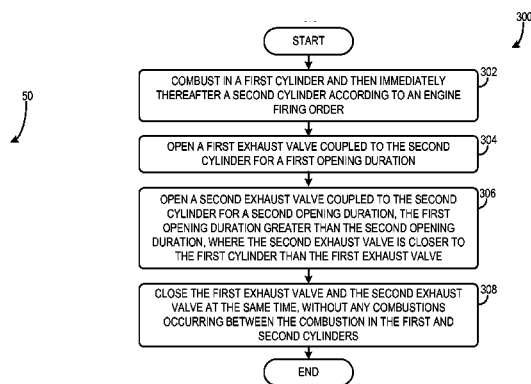 300
START
302
COMBUST IN A FIRST CYLINDER AND THEN IMMEDIATELY
THEREAFTER A SECOND CYLINDER ACCORDING TO AN ENGINE
FIRING ORDER
50
304
OPEN A FIRST EXHAUST VALVE COUPLED TO THE SECOND
CYLINDER FOR A FIRST OPENING DURATION
306
OPEN A SECOND EXHAUST VALVE COUPLED TO THE SECOND
CYLINDER FOR A SECOND OPENING DURATION, THE FIRST
OPENING DURATION GREATER THAN THE SECOND OPENING
DURATION, WHERE THE SECOND EXHAUST VALVE IS CLOSER TO
THE FIRST CYLINDER THAN THE FIRST EXHAUST VALVE
308
CLOSE THE FIRST EXHAUST VALVE AND THE SECOND EXHAUST
VALVE AT THE SAME TIME, WITHOUT ANY COMBUSTIONS
OCCURRING BETWEEN THE COMBUSTION IN THE FIRST AND
SECOND CYLINDERS
END